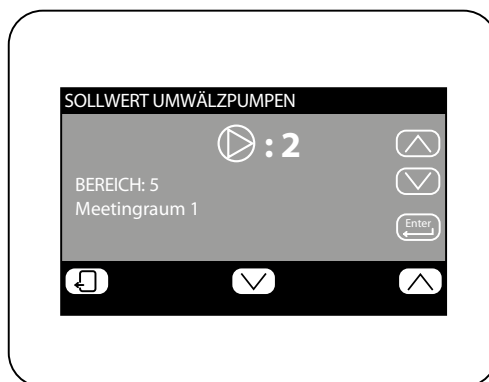 SOLLWERT UMWÄLZPUMPEN
: 2
BEREICH: 5
Meetingraum 1
Enter